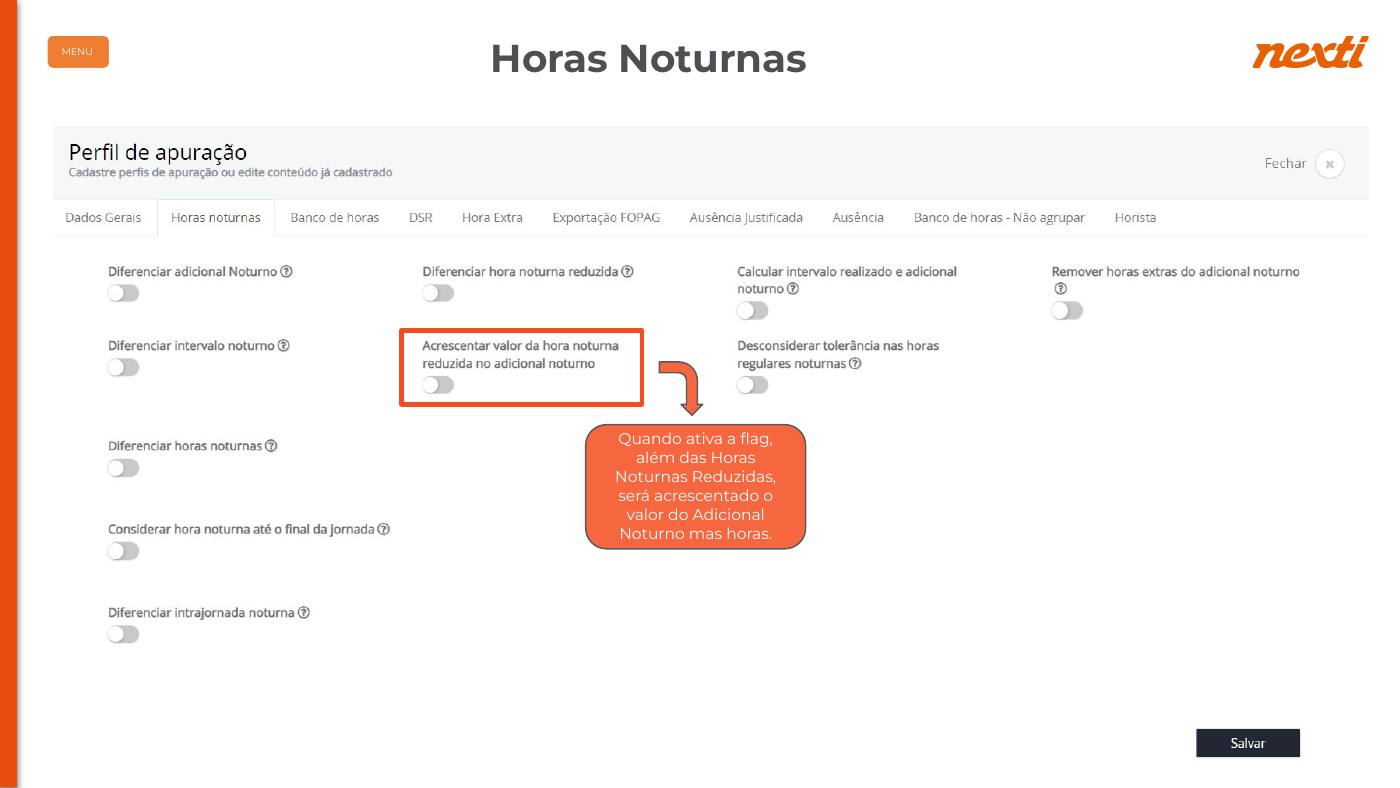 MENU
Horas Noturnas
nexti
Perfil de apuração
Cadastre perfis de apuração ou edite conteúdo já cadastrado
Fechar
Dados Gerais
Horas noturnas
Banco de horas
DSR
Hora Extra
Exportação FOPAG
Ausência Justificada
Ausência
Banco de horas - Não agrupar
Horista
Diferenciar adicional Noturno
Diferenciar hora noturna reduzida
Calcular intervalo realizado e adicional
noturno
Remover horas extras do adicional noturno
Diferenciar intervalo noturno
Acrescentar valor da hora noturna
reduzida no adicional noturno
Desconsiderar tolerância nas horas
regulares noturnas
Quando ativa a flag,
além das Horas
Noturnas Reduzidas,
será acrescentado o
valor do Adicional
Noturno mas horas.
Diferenciar horas noturnas
Considerar hora noturna até o final da jornada
Diferenciar intrajornada noturna
Salvar